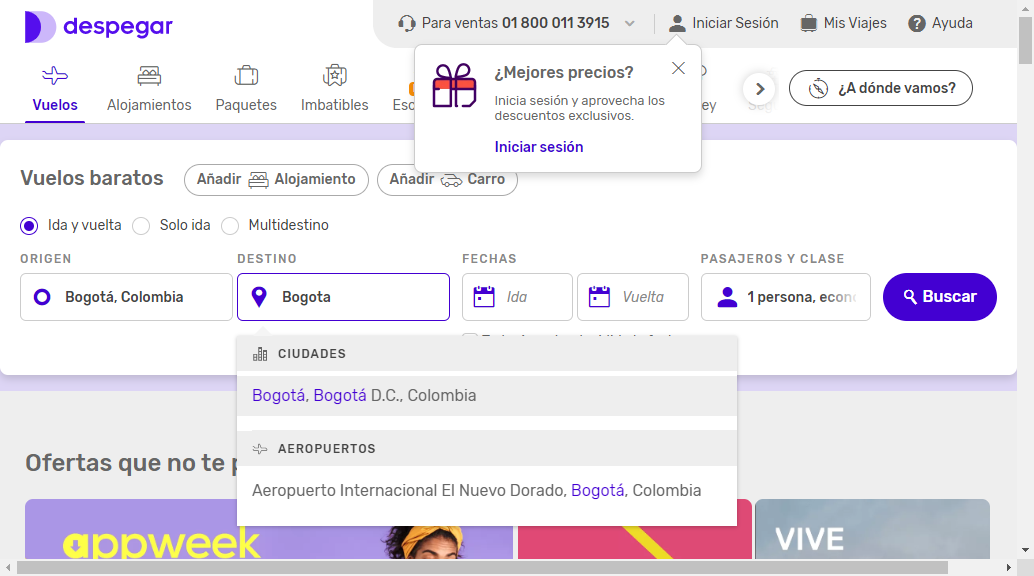 despegar
Para ventas 01 800 011 3915
Iniciar Sesión
Mis Viajes
Ayuda
Vuelos
Alojamientos
Paquetes
Imbatibles
¿A dónde vamos?
¿Mejores precios?
Inicia sesión y aprovecha los
descuentos exclusivos.
Iniciar sesión
Vuelos baratos
Añadir Alojamiento
Añadir Carro
Ida y vuelta
Solo ida
Multidestino
ORIGEN
DESTINO
FECHAS
PASAJEROS Y CLASE
Bogotá, Colombia
Bogota
Ida
Vuelta
1 persona, econ
Buscar
CIUDADES
Bogotá, Bogotá D.C., Colombia
AEROPUERTOS
Aeropuerto Internacional El Nuevo Dorado, Bogotá, Colombia
Ofertas que no te
appweek
VIVE